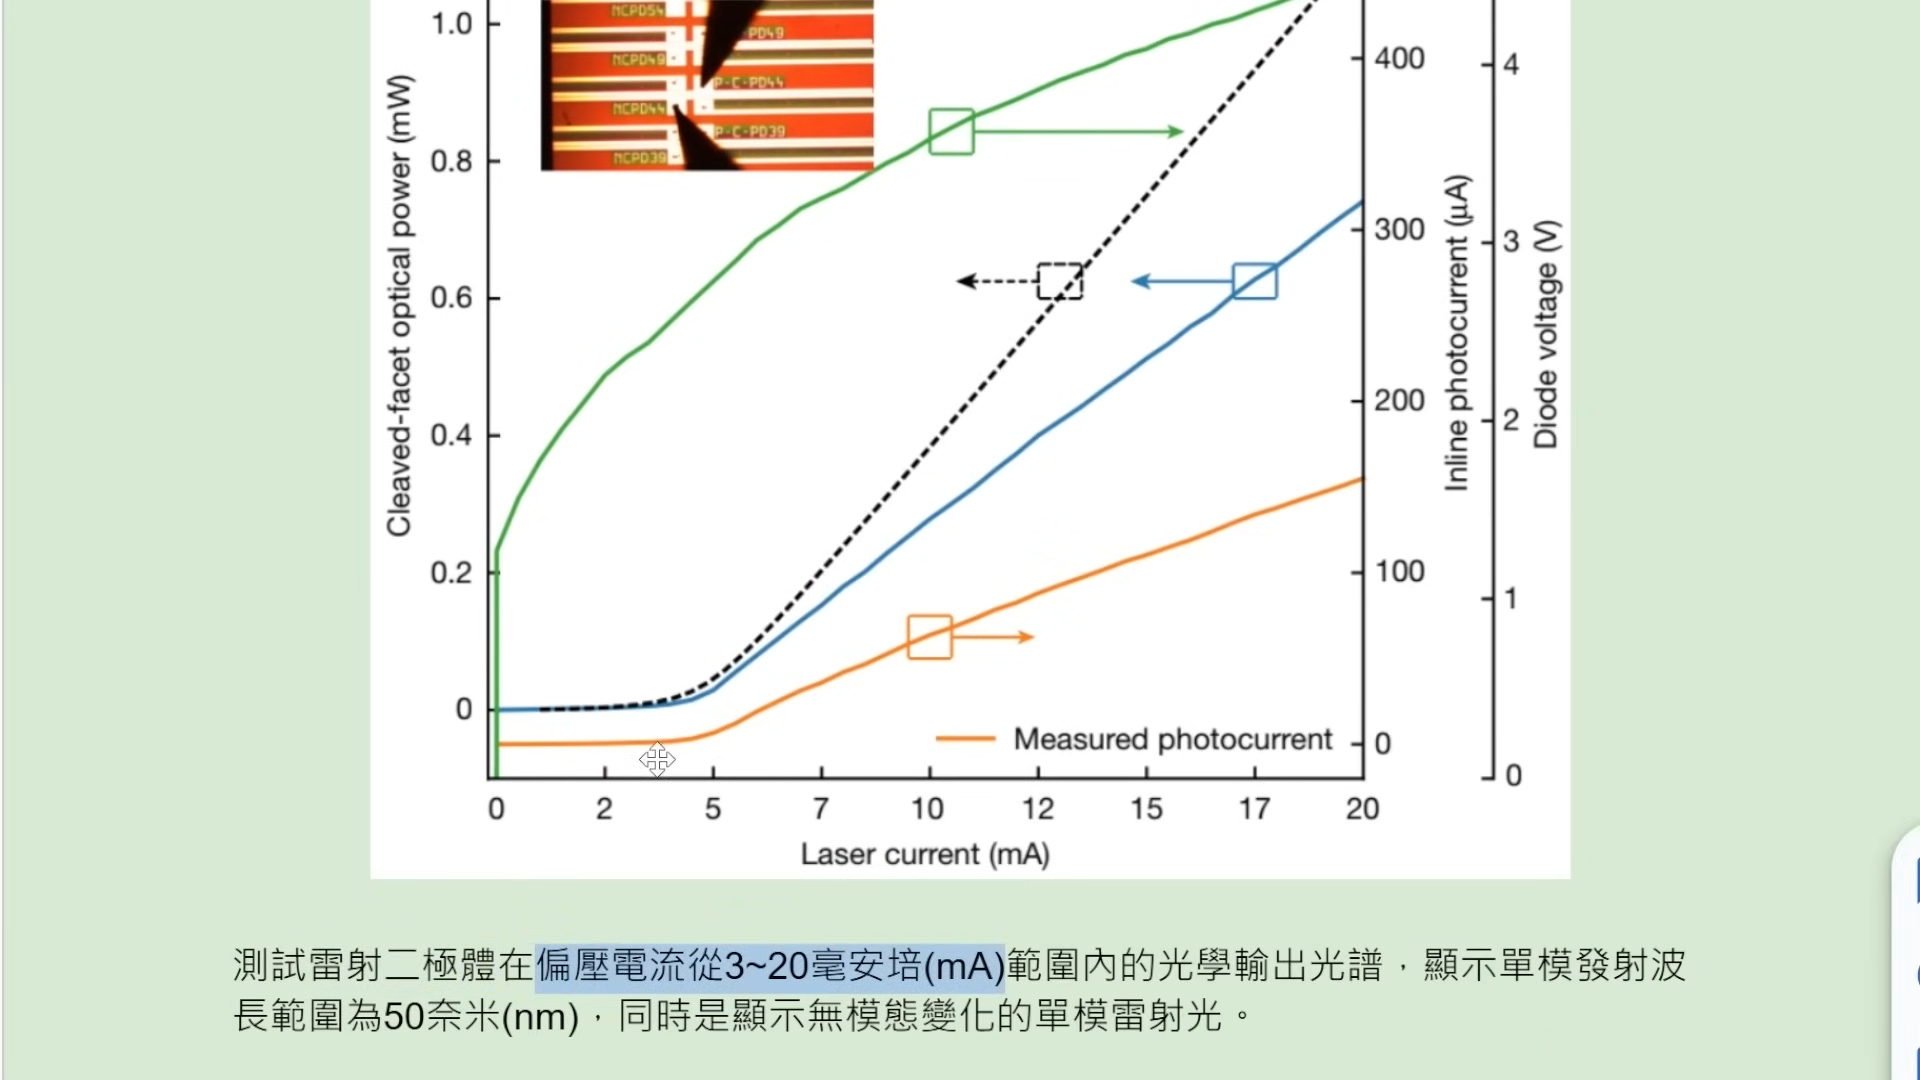 NCPD54
-PD49
NCPD49
P-C-PD44
NCPD44
P-C-PD39
NCPD39
1.0
0.8
0.6
0.4
0.2
0
Cleaved-facet optical power (mW)
400
300
200
100
0
Inline photocurrent (µA)
4
3
2
1
0
Diode voltage (V)
Measured photocurrent
0 2 5 7 10 12 15 17 20
Laser current (mA)
測試雷射二極體在偏壓電流從3~20毫安培(mA)範圍內的光學輸出光譜，顯示單模發射波
長範圍為50奈米(nm)，同時是顯示無模態變化的單模雷射光。